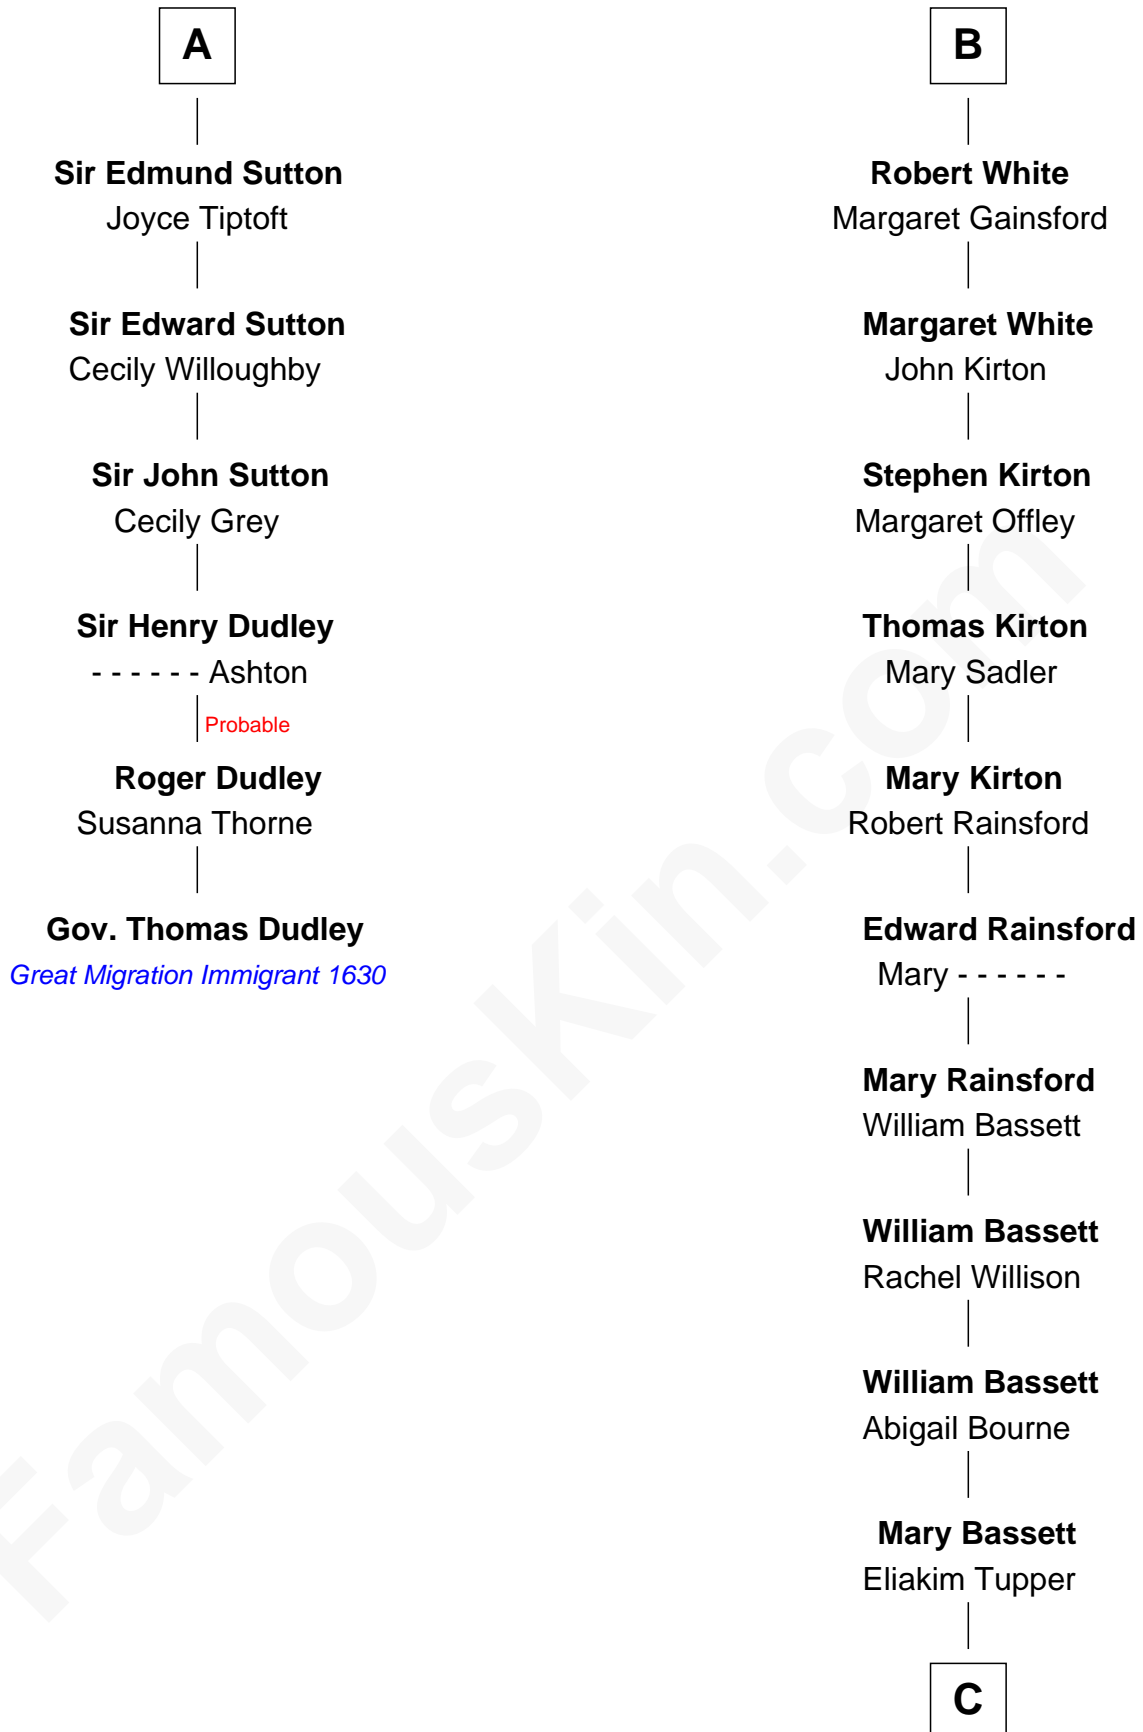 A
Sir Edmund Sutton
Joyce Tiptoft
Sir Edward Sutton
Cecily Willoughby
Sir John Sutton
Cecily Grey
Sir Henry Dudley
- - - - - - Ashton
Probable
Roger Dudley
Susanna Thorne
Gov. Thomas Dudley
Great Migration Immigrant 1630
B
Robert White
Margaret Gainsford
Margaret White
John Kirton
Stephen Kirton
Margaret Offley
Thomas Kirton
Mary Sadler
Mary Kirton
Robert Rainsford
Edward Rainsford
Mary - - - - - -
Mary Rainsford
William Bassett
William Bassett
Rachel Willison
William Bassett
Abigail Bourne
Mary Bassett
Eliakim Tupper
C
FamousKin.com